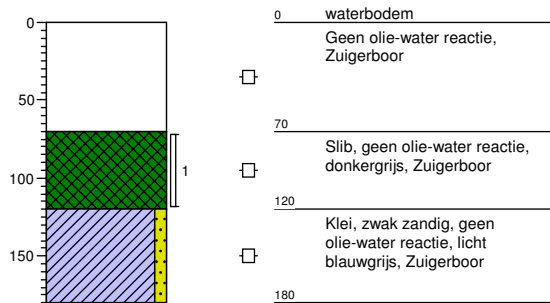 0
50
100
150
1
0 waterbodem
Geen olie-water reactie,
Zuigerboor
70
Slib, geen olie-water reactie,
donkergrijs, Zuigerboor
120
Klei, zwak zandig, geen
olie-water reactie, licht
blauwgrijs, Zuigerboor
180